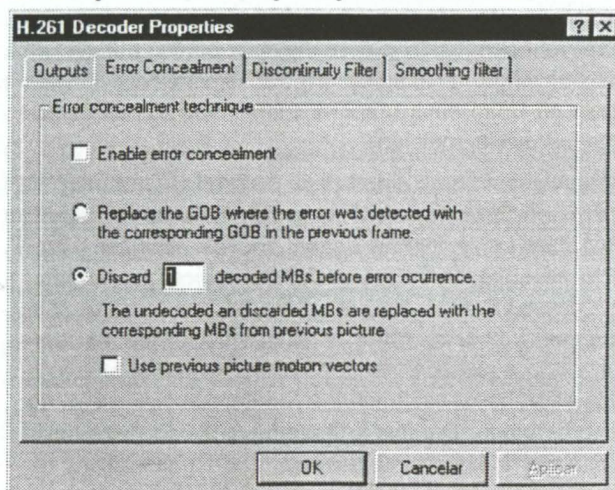 H.261 Decoder Properties
Outputs Error Concealment Discontinuity Filter Smoothing filter
Error concealment technique
Enable error concealment
Replace the GOB where the error was detected with
the corresponding GOB in the previous frame.
Discard 1 decoded MBs before error ocurrence.
The undecoded an discarded MBs are replaced with the
corresponding MBs from previous picture
Use previous picture motion vectors
OK Cancelar Aplicar